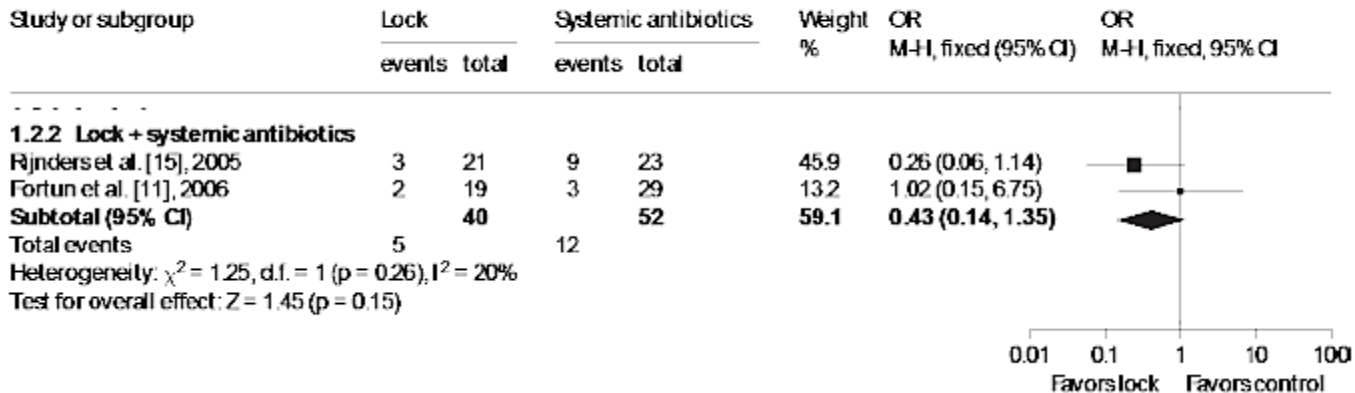 Study or subgroup Lock Systemic antibiotics Weight OR OR
events total events total % M-H, fixed (95% CI) M-H, fixed, 95% CI
1.2.2 Lock + systemic antibiotics
Rijnders et al. [15], 2005 3 21 9 23 45.9 0.26 (0.06, 1.14)
Fortun et al. [11], 2006 2 19 3 29 13.2 1.02 (0.15, 6.75)
Subtotal (95% CI) 40 52 59.1 0.43 (0.14, 1.35)
Total events 5 12
Heterogeneity: χ² = 1.25, d.f. = 1 (p = 0.26), I² = 20%
Test for overall effect: Z = 1.45 (p = 0.15)
0.01 0.1 1 10 100
Favors lock Favors control